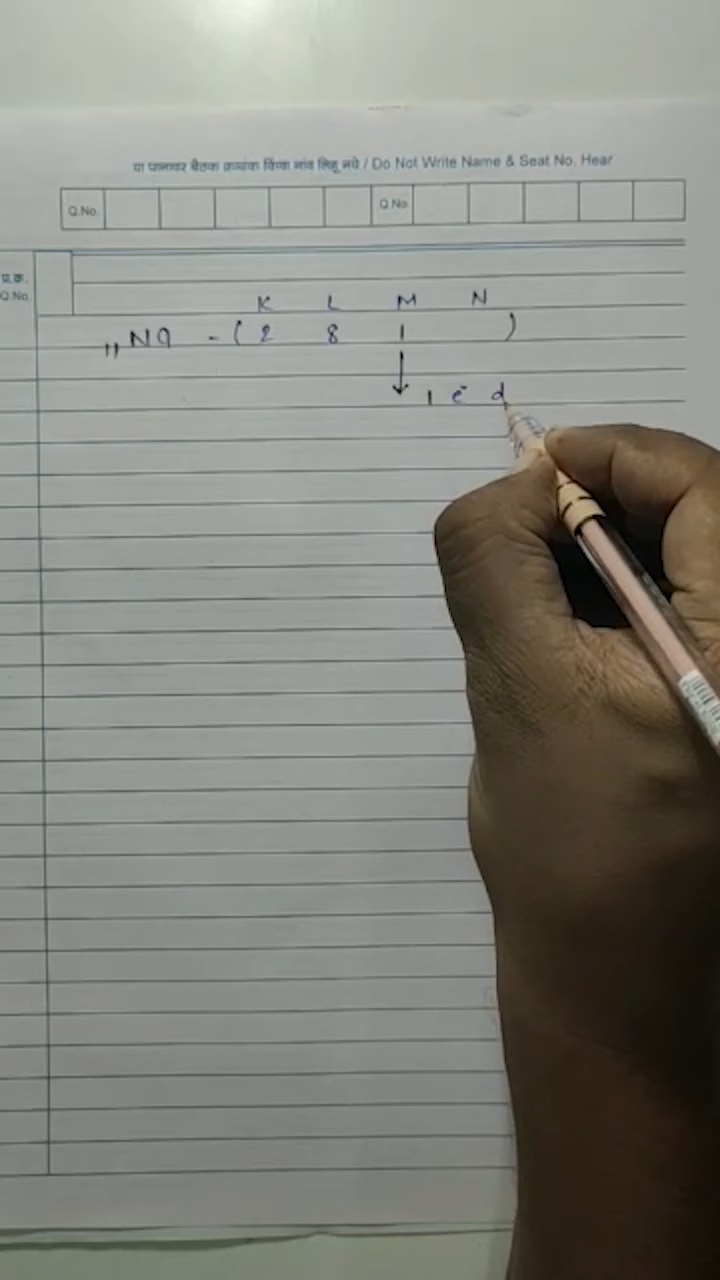 या पानावर बैठक क्रमांक किंवा नांव लिहू नये / Do Not Write Name & Seat No. Hear
Q.No. Q.No
प्र.क्र.
Q.No.
K L M N
11Na - (2 8 1 )
↓ 1 e⁻ d